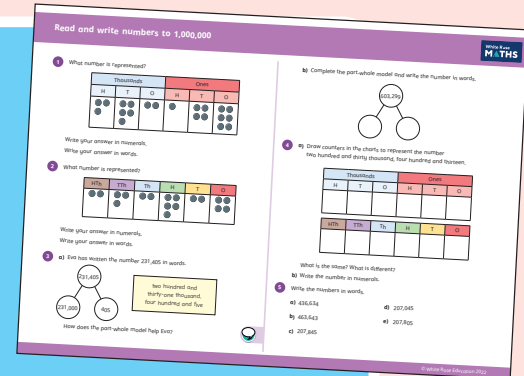 Read and write numbers to 1,000,000
White Rose
MATHS
1 What number is represented?
Thousands Ones
H T O H T O
Write your answer in numerals.
Write your answer in words.
2 What number is represented?
HTh TTh Th H T O
Write your answer in numerals.
Write your answer in words.
3 a) Eva has written the number 231,405 in words.
231,405
231,000 405
two hundred and
thirty-one thousand,
four hundred and five
How does the part-whole model help Eva?
b) Complete the part-whole model and write the number in words.
603,290
4 a) Draw counters in the charts to represent the number
two hundred and thirty thousand, four hundred and thirteen.
Thousands Ones
H T O H T O
HTh TTh Th H T O
What is the same? What is different?
b) Write the number in numerals.
5 Write the numbers in words.
a) 436,634 d) 207,045
b) 463,643 e) 207,805
c) 207,845
© White Rose Education 2022